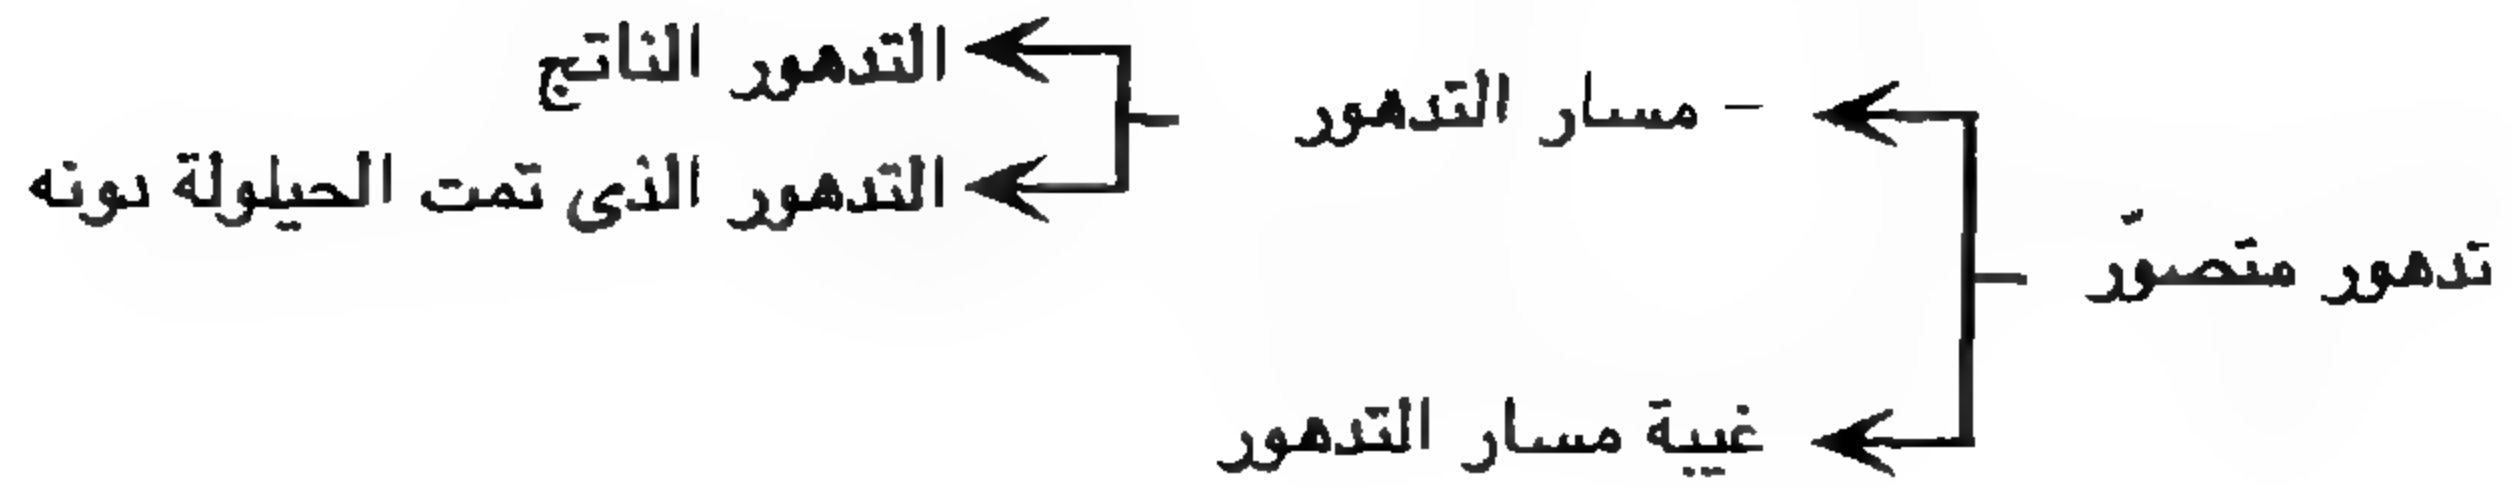 تدهور متصوّر
– مسار التدهور
التدهور الناتج
التدهور الذى تمت الحيلولة دونه
غيبة مسار التدهور